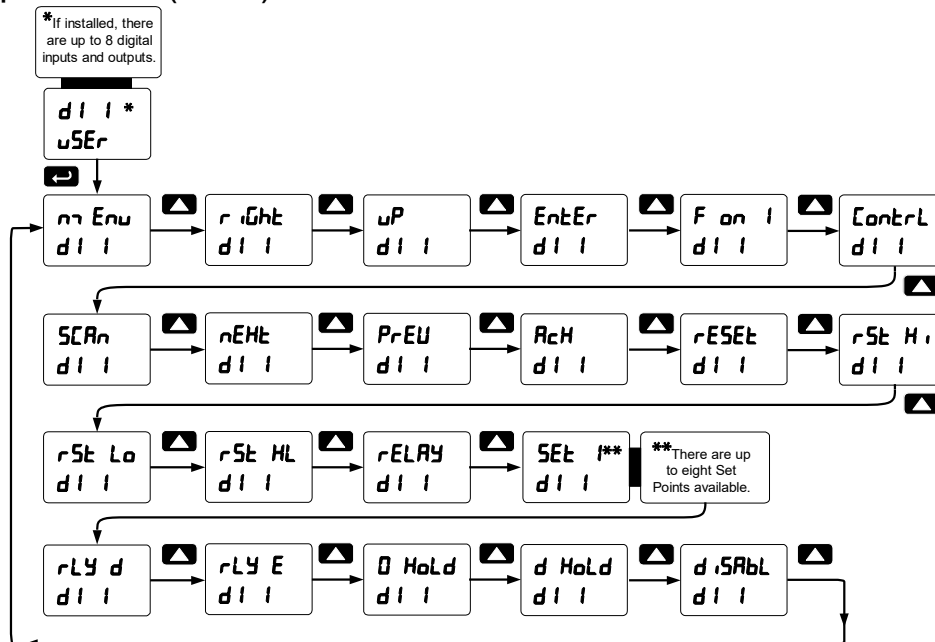 *If installed, there
are up to 8 digital
inputs and outputs.
dI 1 *
uSEr
m Enu
dI 1
riGht
dI 1
uP
dI 1
EntEr
dI 1
F on 1
dI 1
ContrL
dI 1
SCAn
dI 1
nEHt
dI 1
PrEU
dI 1
AcH
dI 1
rESEt
dI 1
rSt Hi
dI 1
rSt Lo
dI 1
rSt HL
dI 1
rELAY
dI 1
SEt 1**
dI 1
**There are up
to eight Set
Points available.
rLY d
dI 1
rLY E
dI 1
O HoLd
dI 1
d HoLd
dI 1
diSAbL
dI 1